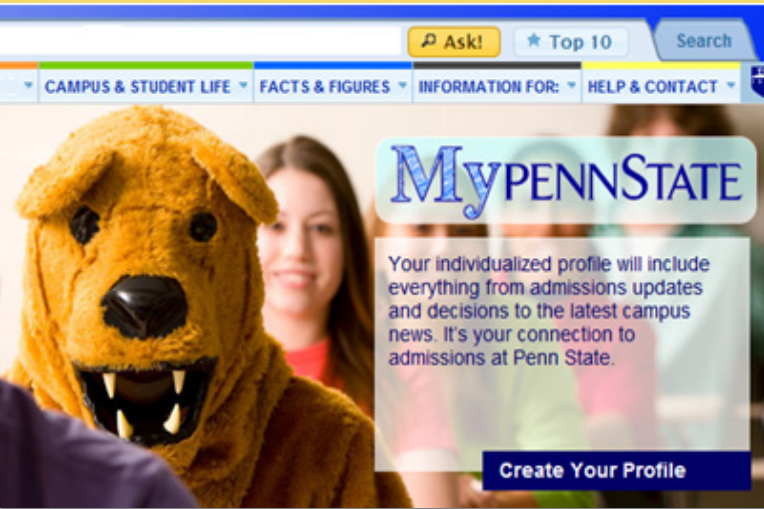 Ask!
Top 10
Search
CAMPUS & STUDENT LIFE
FACTS & FIGURES
INFORMATION FOR:
HELP & CONTACT
MyPENNSTATE
Your individualized profile will include
everything from admissions updates
and decisions to the latest campus
news. It's your connection to
admissions at Penn State.
Create Your Profile